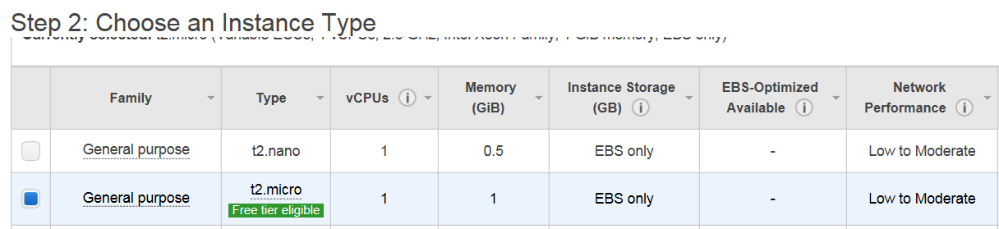 Step 2: Choose an Instance Type
Currently selected: t2.micro (Variable ECUs, 1 vCPUs, 2.5 GHz, Intel Xeon Family, 1 GiB memory, EBS only)
Family Type vCPUs i Memory (GiB) Instance Storage (GB) i EBS-Optimized Available i Network Performance i
General purpose t2.nano 1 0.5 EBS only - Low to Moderate
General purpose t2.micro 1 1 EBS only - Low to Moderate
Free tier eligible